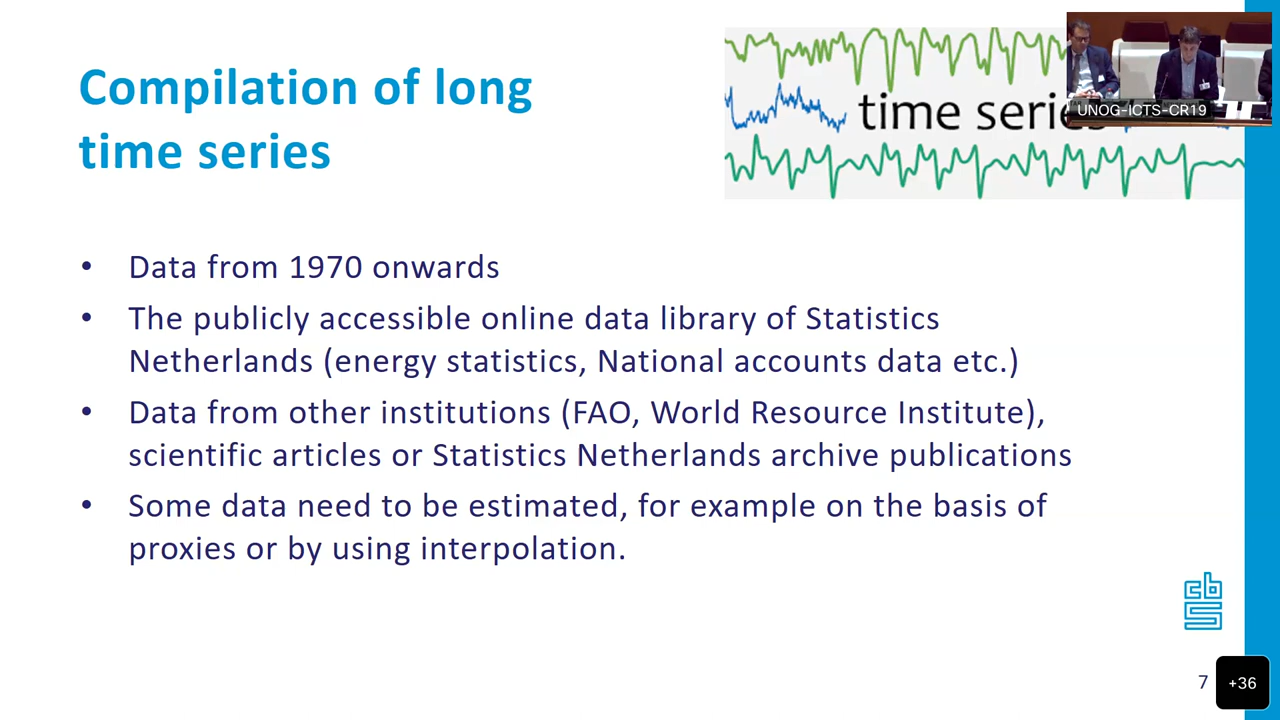 Compilation of long
time series
time series
UNOG-ICTS-CR19
• Data from 1970 onwards
• The publicly accessible online data library of Statistics
Netherlands (energy statistics, National accounts data etc.)
• Data from other institutions (FAO, World Resource Institute),
scientific articles or Statistics Netherlands archive publications
• Some data need to be estimated, for example on the basis of
proxies or by using interpolation.
cbs
7
+36